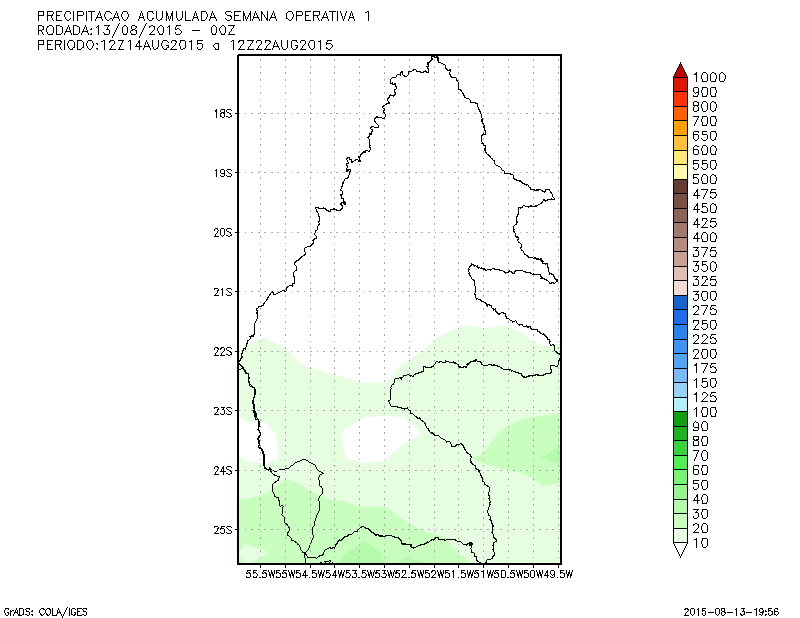 PRECIPITACAO ACUMULADA SEMANA OPERATIVA 1
RODADA:13/08/2015 - 00Z
PERIODO:12Z14AUG2015 a 12Z22AUG2015
18S
19S
20S
21S
22S
23S
24S
25S
55.5W55W54.5W54W53.5W53W52.5W52W51.5W51W50.5W50W49.5W
1000
900
800
700
650
600
550
500
475
450
425
400
375
350
325
300
275
250
225
200
175
150
125
100
90
80
70
60
50
40
30
20
10
GrADS: COLA/IGES
2015-08-13-19:56